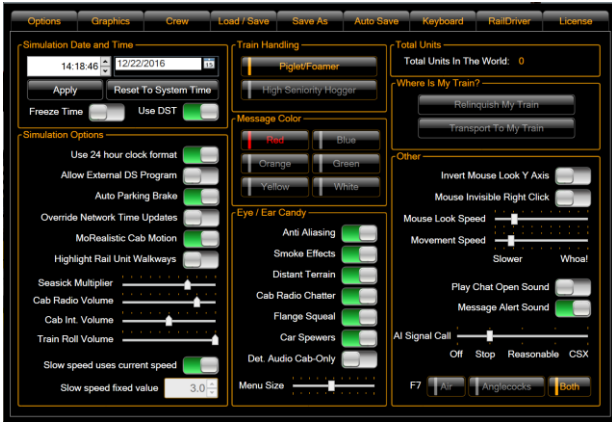 Options Graphics Crew Load / Save Save As Auto Save Keyboard RailDriver License
Simulation Date and Time
14:18:46 12/22/2016
Apply Reset To System Time
Freeze Time Use DST
Simulation Options
Use 24 hour clock format
Allow External DS Program
Auto Parking Brake
Override Network Time Updates
MoRealistic Cab Motion
Highlight Rail Unit Walkways
Seasick Multiplier
Cab Radio Volume
Cab Int. Volume
Train Roll Volume
Slow speed uses current speed
Slow speed fixed value 3.0
Train Handling
Piglet/Foamer
High Seniority Hogger
Message Color
Red Blue
Orange Green
Yellow White
Eye / Ear Candy
Anti Aliasing
Smoke Effects
Distant Terrain
Cab Radio Chatter
Flange Squeal
Car Spewers
Det. Audio Cab-Only
Menu Size
Total Units
Total Units In The World: 0
Where Is My Train?
Relinquish My Train
Transport To My Train
Other
Invert Mouse Look Y Axis
Mouse Invisible Right Click
Mouse Look Speed
Movement Speed
Slower Whoa!
Play Chat Open Sound
Message Alert Sound
AI Signal Call
Off Stop Reasonable CSX
F7 Air Anglecocks Both